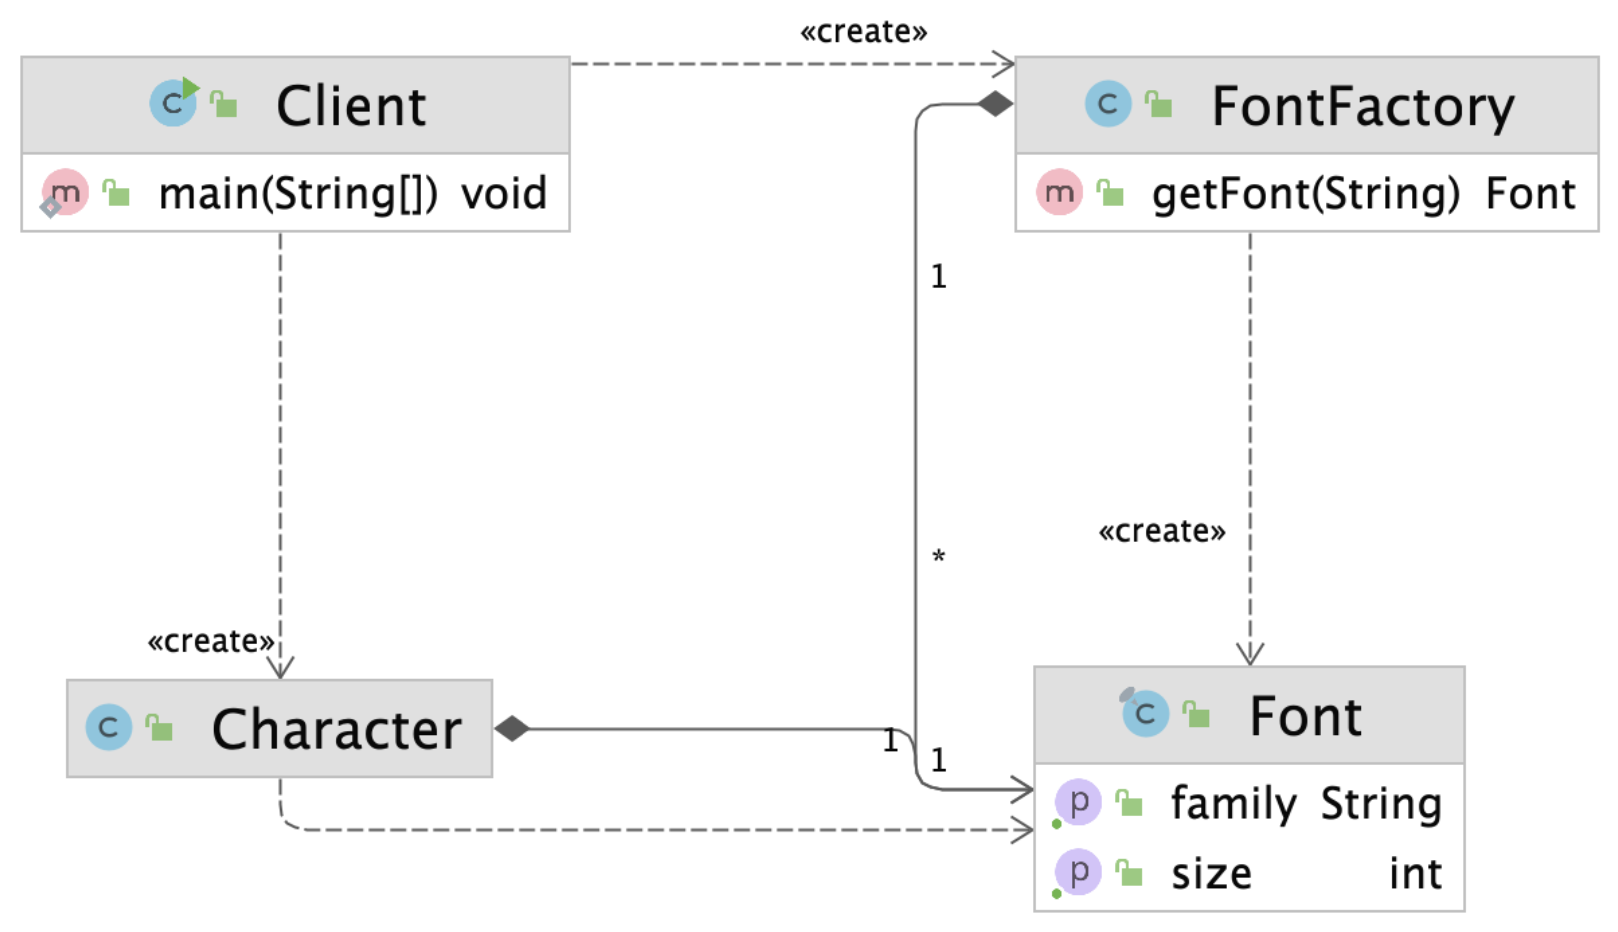 «create»
C Client
m main(String[]) void
C FontFactory
m getFont(String) Font
1
*
«create»
«create»
C Character
1
1
C Font
p family String
p size int